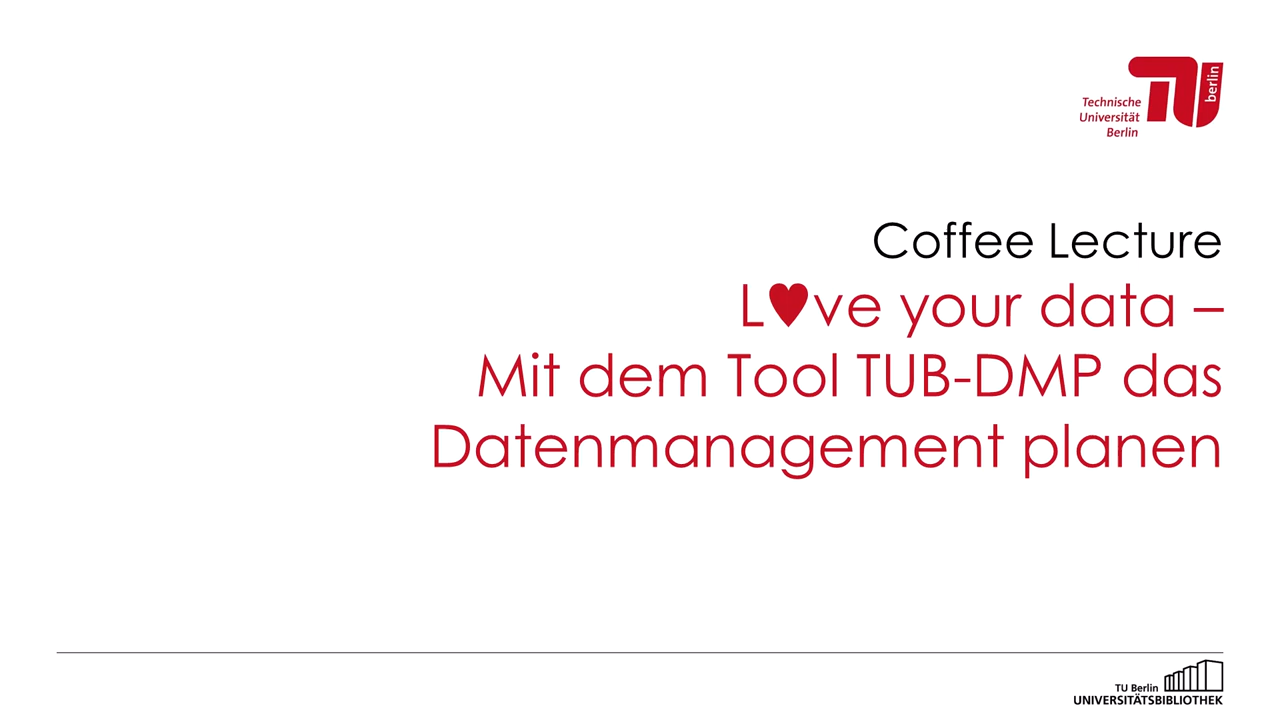 berlin
Technische
Universität
Berlin
Coffee Lecture
L♥ve your data –
Mit dem Tool TUB-DMP das
Datenmanagement planen
TU Berlin
UNIVERSITÄTSBIBLIOTHEK